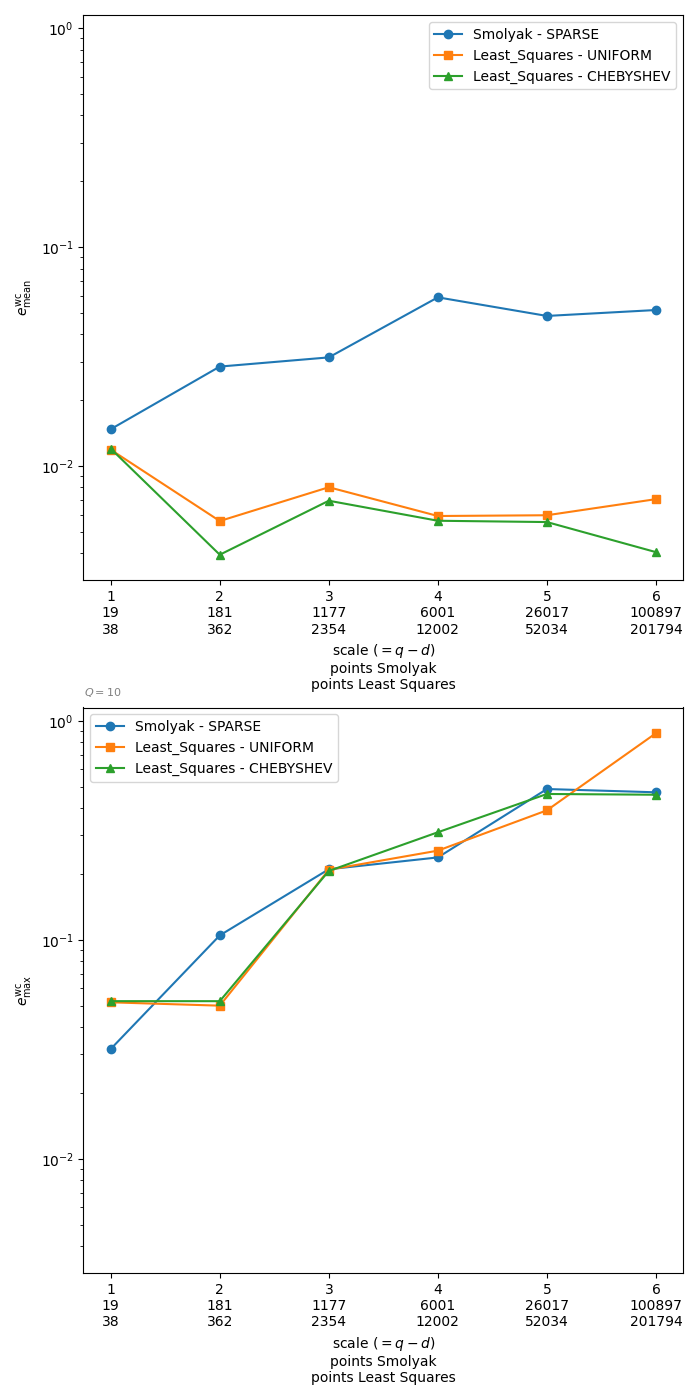 10⁰
Smolyak - SPARSE
Least_Squares - UNIFORM
Least_Squares - CHEBYSHEV
10⁻¹
e^wc_mean
10⁻²
1 2 3 4 5 6
19 181 1177 6001 26017 100897
38 362 2354 12002 52034 201794
scale (= q − d)
points Smolyak
points Least Squares
Q = 10
10⁰
Smolyak - SPARSE
Least_Squares - UNIFORM
Least_Squares - CHEBYSHEV
10⁻¹
e^wc_max
10⁻²
1 2 3 4 5 6
19 181 1177 6001 26017 100897
38 362 2354 12002 52034 201794
scale (= q − d)
points Smolyak
points Least Squares